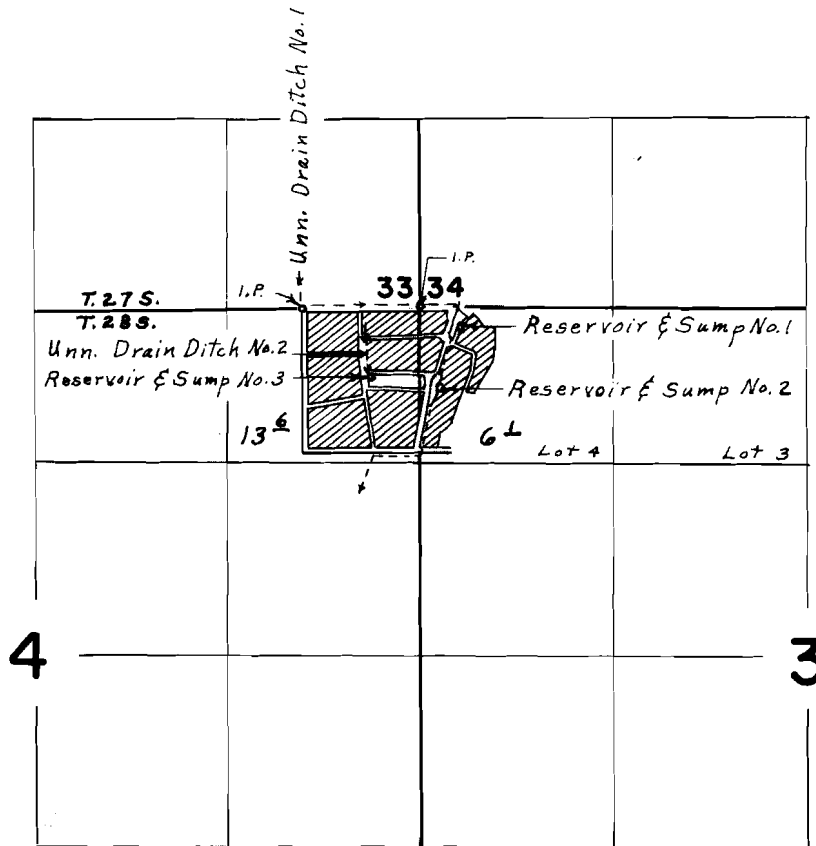 Unn. Drain Ditch No. 1
I.P.
33 34
I.P.
T. 27 S.
T. 28 S.
Reservoir & Sump No. 1
Unn. Drain Ditch No. 2
Reservoir & Sump No. 3
Reservoir & Sump No. 2
13 6
6 1
Lot 4
Lot 3
4
3